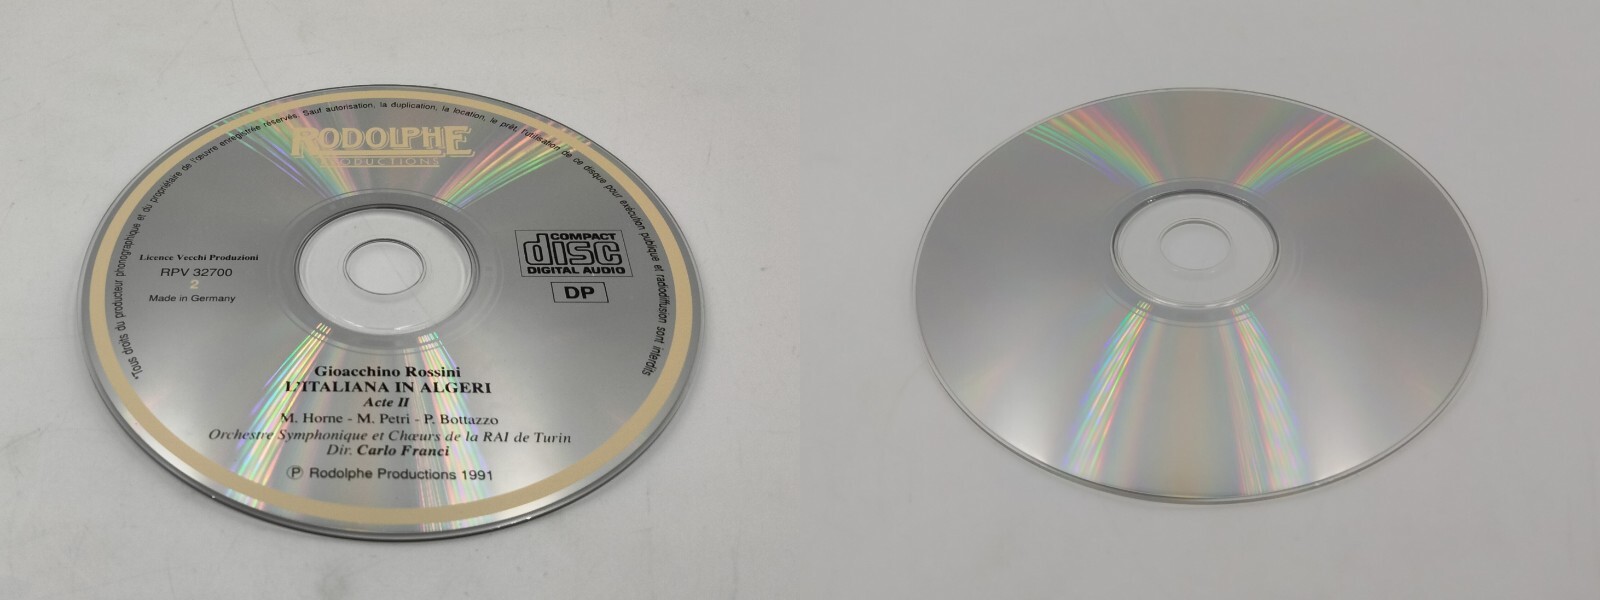 "Tous droits du producteur phonographique et du propriétaire de l'œuvre enregistrée réservés. Sauf autorisation, la duplication, la location, le prêt, l'utilisation de ce disque pour exécution publique et radiodiffusion sont interdits
RODOLPHE
PRODUCTIONS
Licence Vecchi Produzioni
RPV 32700
2
Made in Germany
COMPACT
disc
DIGITAL AUDIO
DP
Gioacchino Rossini
L'ITALIANA IN ALGERI
Acte II
M. Horne - M. Petri - P. Bottazzo
Orchestre Symphonique et Chœurs de la RAI de Turin
Dir. Carlo Franci
Ⓟ Rodolphe Productions 1991